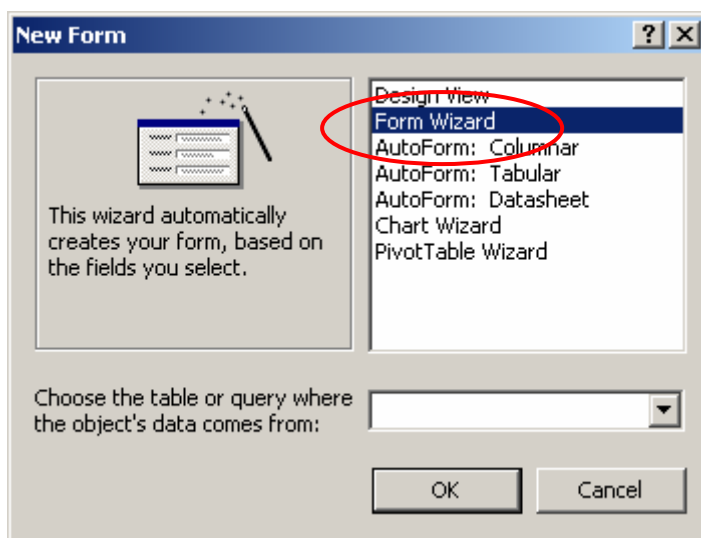 New Form
Design View
Form Wizard
AutoForm: Columnar
AutoForm: Tabular
AutoForm: Datasheet
Chart Wizard
PivotTable Wizard
This wizard automatically
creates your form, based on
the fields you select.
Choose the table or query where
the object's data comes from:
OK
Cancel